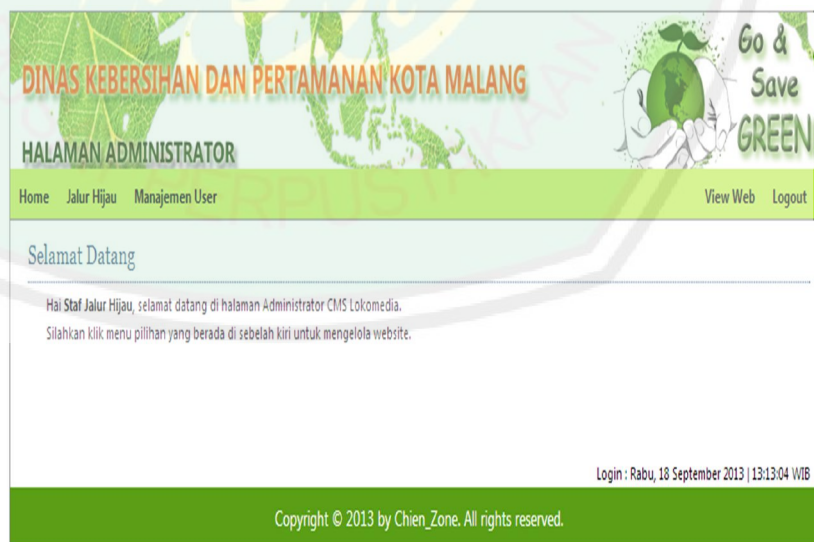 DINAS KEBERSIHAN DAN PERTAMANAN KOTA MALANG
Go &
Save
GREEN
HALAMAN ADMINISTRATOR
Home Jalur Hijau Manajemen User View Web Logout
PERPUSTAKAAN
Selamat Datang
Hai Staf Jalur Hijau, selamat datang di halaman Administrator CMS Lokomedia.
Silahkan klik menu pilihan yang berada di sebelah kiri untuk mengelola website.
Login : Rabu, 18 September 2013 | 13:13:04 WIB
Copyright © 2013 by Chien_Zone. All rights reserved.